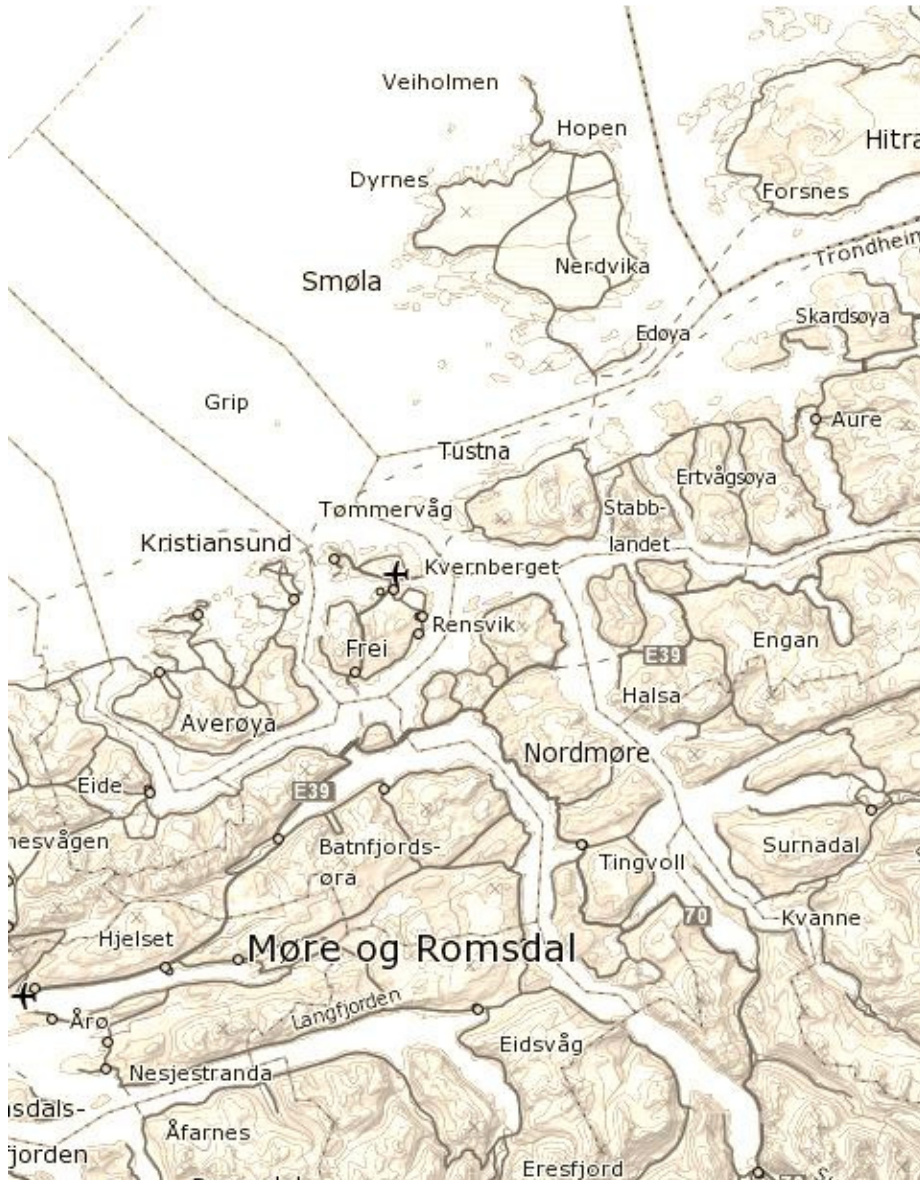 Veiholmen
Hopen
Hitra
Dyrnes
Forsnes
Trondheim
Nerdvika
Smøla
Skardsøya
Edøya
Grip
Aure
Tustna
Ertvågsøya
Tømmervåg
Stabb-
landet
Kristiansund
Kvernberget
Rensvik
Engan
Frei
E39
Halsa
Averøya
Nordmøre
Eide
E39
nesvågen
Batnfjords-
øra
Tingvoll
Surnadal
70
Kvanne
Hjelset
Møre og Romsdal
Langfjorden
Årø
Eidsvåg
Nesjestranda
sdals-
fjorden
Åfarnes
Eresfjord